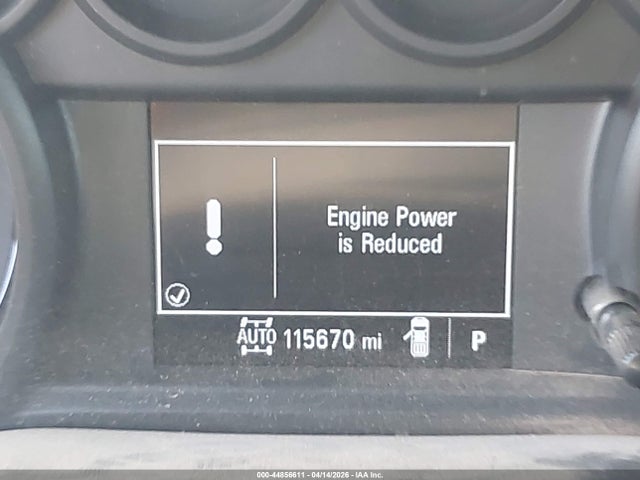 Engine Power
is Reduced
AUTO 115670 mi P
000-44856611 - 04/14/2026 - IAA Inc.